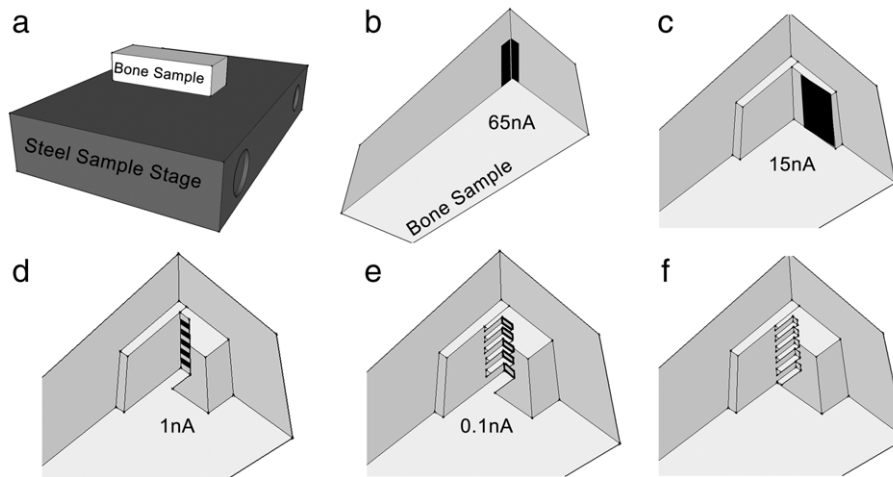 a
Bone Sample
Steel Sample Stage
b
65nA
Bone Sample
c
15nA
d
1nA
e
0.1nA
f